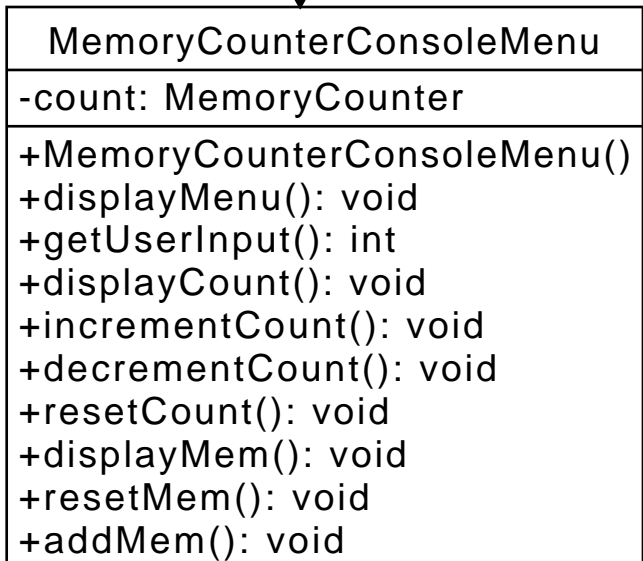 MemoryCounterConsoleMenu
-count: MemoryCounter
+MemoryCounterConsoleMenu()
+displayMenu(): void
+getUserInput(): int
+displayCount(): void
+incrementCount(): void
+decrementCount(): void
+resetCount(): void
+displayMem(): void
+resetMem(): void
+addMem(): void